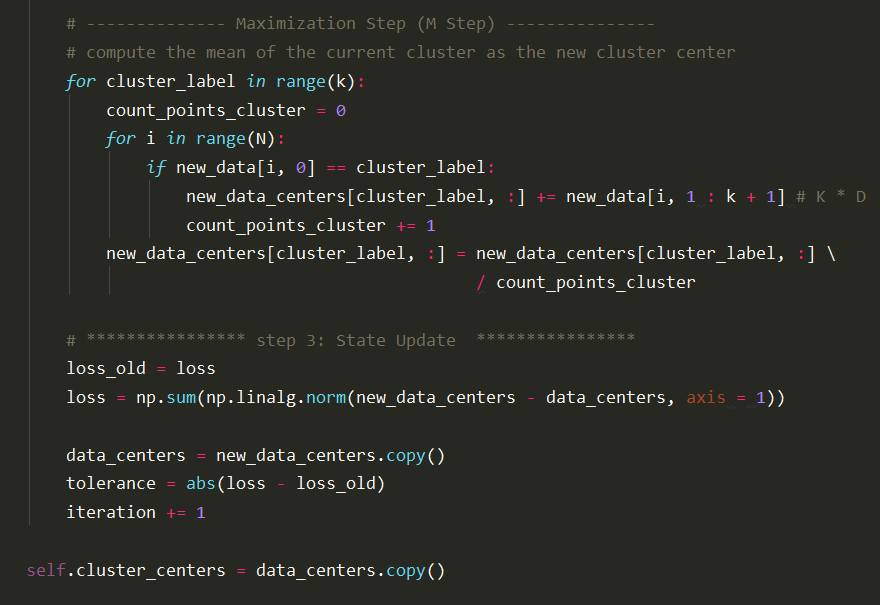 # -------------- Maximization Step (M Step) ---------------
# compute the mean of the current cluster as the new cluster center
for cluster_label in range(k):
count_points_cluster = 0
for i in range(N):
if new_data[i, 0] == cluster_label:
new_data_centers[cluster_label, :] += new_data[i, 1 : k + 1] # K * D
count_points_cluster += 1
new_data_centers[cluster_label, :] = new_data_centers[cluster_label, :] \
/ count_points_cluster
# **************** step 3: State Update ****************
loss_old = loss
loss = np.sum(np.linalg.norm(new_data_centers - data_centers, axis = 1))
data_centers = new_data_centers.copy()
tolerance = abs(loss - loss_old)
iteration += 1
self.cluster_centers = data_centers.copy()